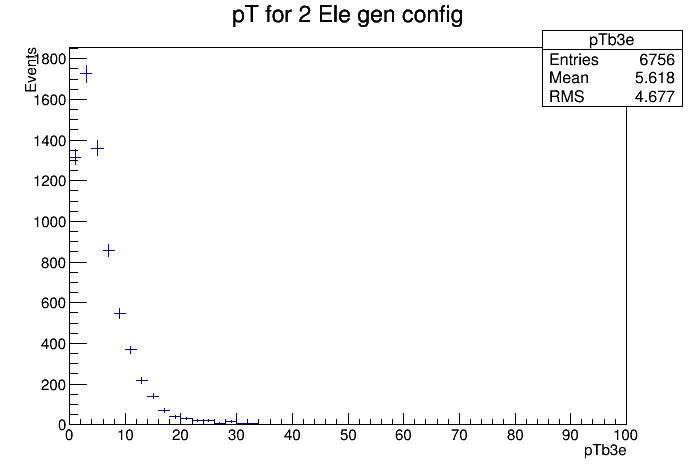 pT for 2 Ele gen config
pTb3e
Entries 6756
Mean 5.618
RMS 4.677
Events
1800
1600
1400
1200
1000
800
600
400
200
0
0 10 20 30 40 50 60 70 80 90 100
pTb3e